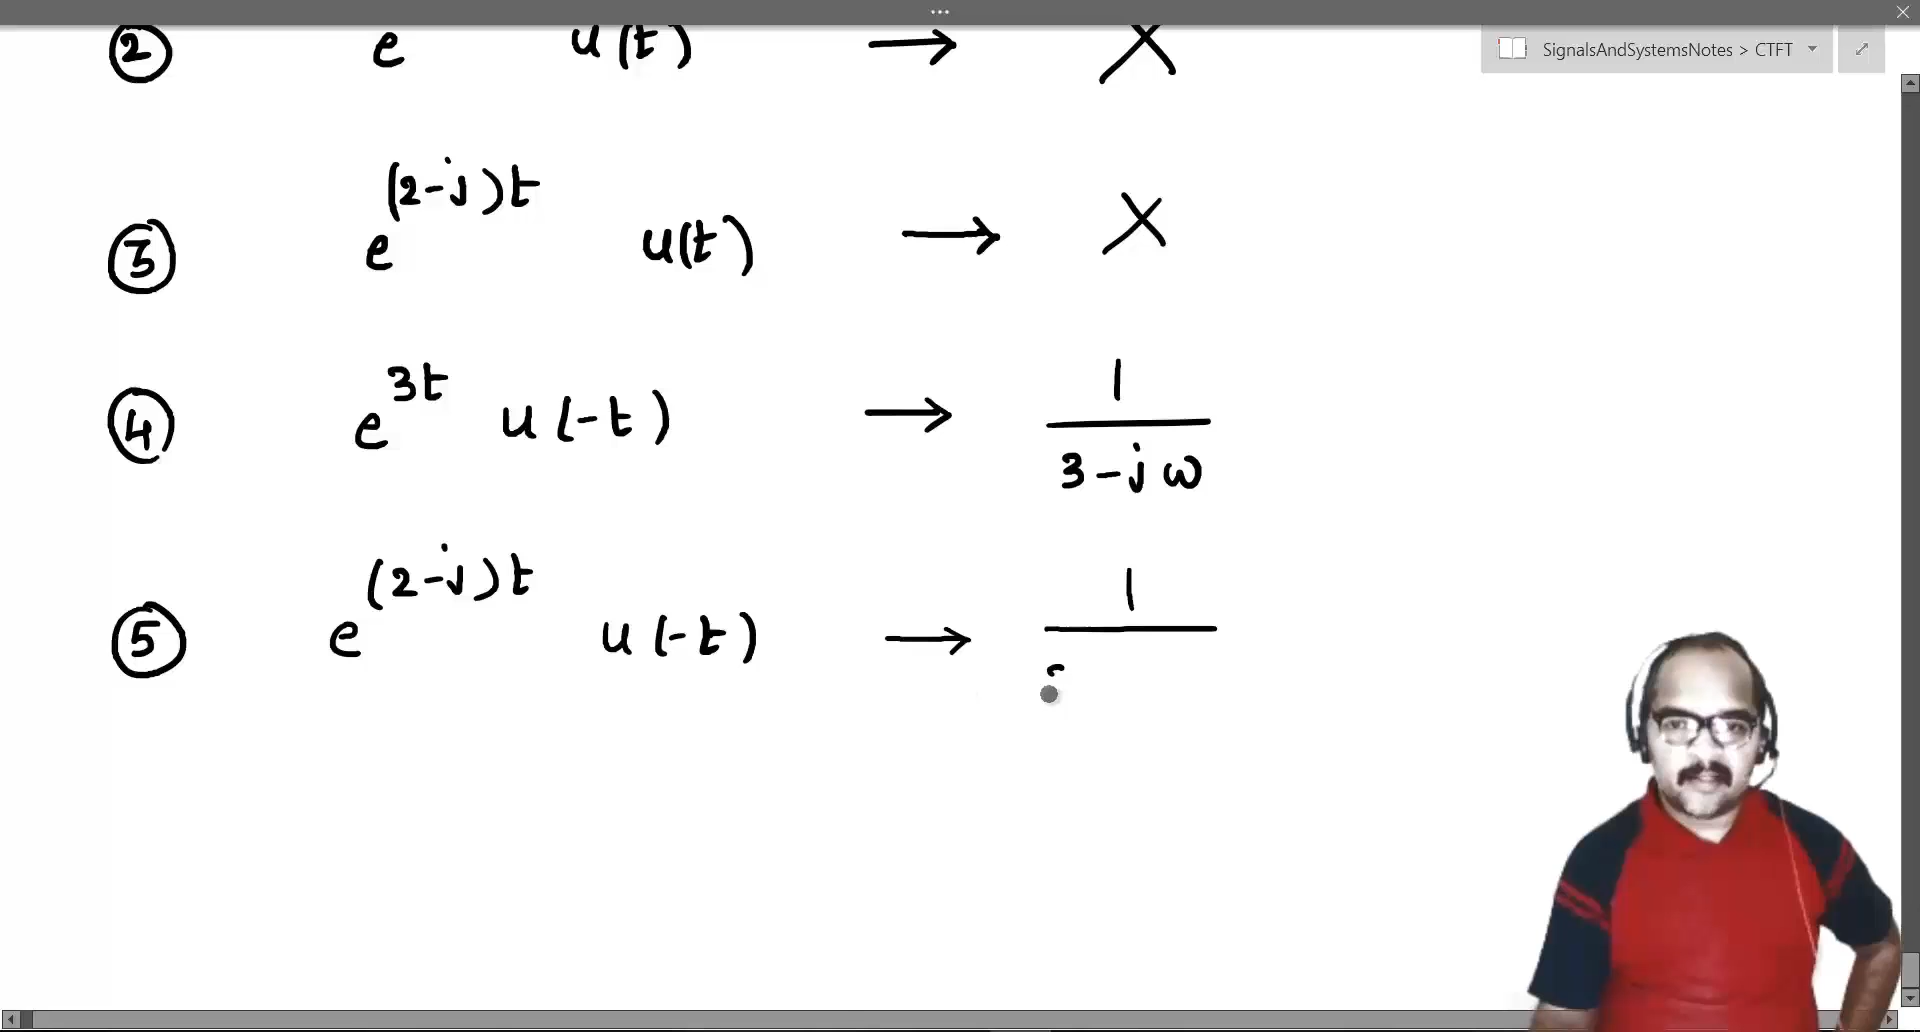 ...
SignalsAndSystemsNotes > CTFT
② e u(t) → X
③ e^(2-j)t u(t) → X
④ e^3t u(-t) → 1/(3-jω)
⑤ e^(2-j)t u(-t) → 1/